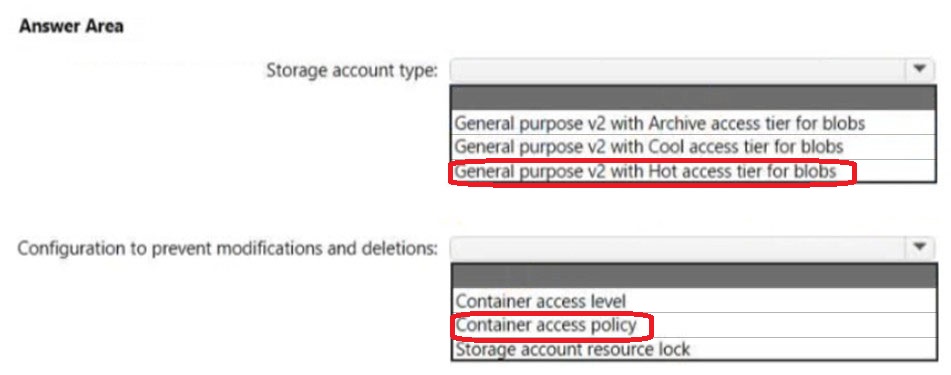 Answer Area
Storage account type:
General purpose v2 with Archive access tier for blobs
General purpose v2 with Cool access tier for blobs
General purpose v2 with Hot access tier for blobs
Configuration to prevent modifications and deletions:
Container access level
Container access policy
Storage account resource lock